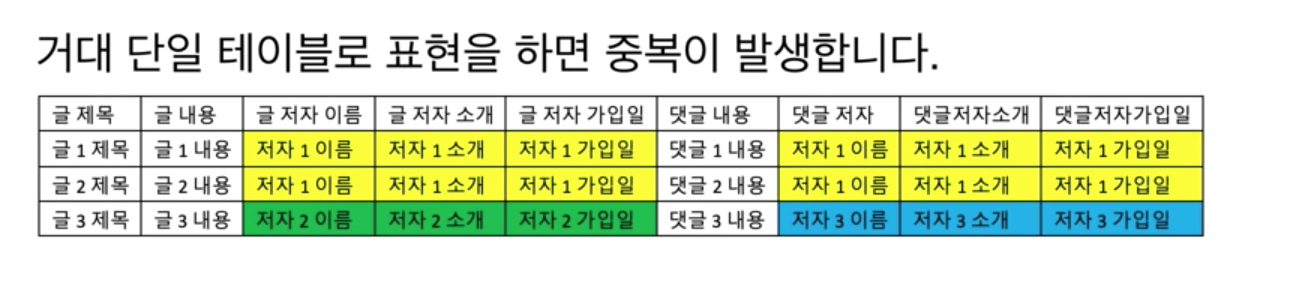 거대 단일 테이블로 표현을 하면 중복이 발생합니다.
글 제목 글 내용 글 저자 이름 글 저자 소개 글 저자 가입일 댓글 내용 댓글 저자 댓글저자소개 댓글저자가입일
글 1 제목 글 1 내용 저자 1 이름 저자 1 소개 저자 1 가입일 댓글 1 내용 저자 1 이름 저자 1 소개 저자 1 가입일
글 2 제목 글 2 내용 저자 1 이름 저자 1 소개 저자 1 가입일 댓글 2 내용 저자 1 이름 저자 1 소개 저자 1 가입일
글 3 제목 글 3 내용 저자 2 이름 저자 2 소개 저자 2 가입일 댓글 3 내용 저자 3 이름 저자 3 소개 저자 3 가입일